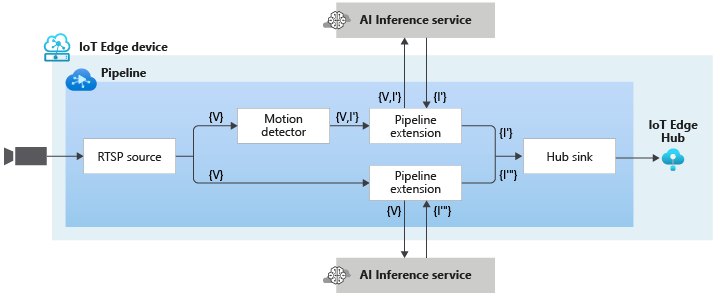 AI Inference service
IoT Edge device
Pipeline
{V,I'}
{I'}
{V}
Motion
detector
{V,I'}
Pipeline
extension
{I'}
IoT Edge
Hub
RTSP source
Hub sink
{V}
Pipeline
extension
{I'"}
{V}
{I'"}
AI Inference service